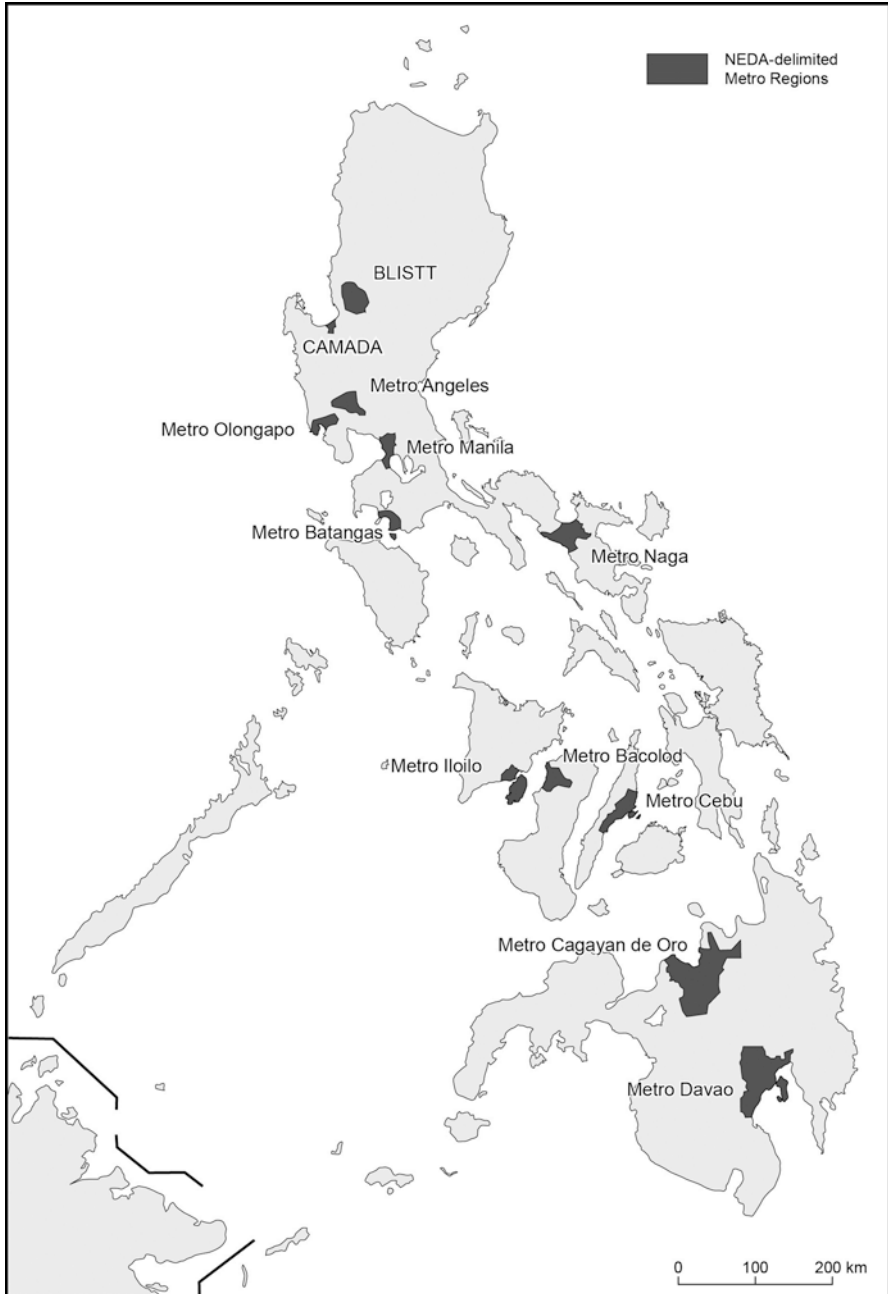 NEDA-delimited
Metro Regions
BLISTT
CAMADA
Metro Angeles
Metro Olongapo
Metro Manila
Metro Batangas
Metro Naga
Metro Bacolod
Metro Iloilo
Metro Cebu
Metro Cagayan de Oro
Metro Davao
0 100 200 km